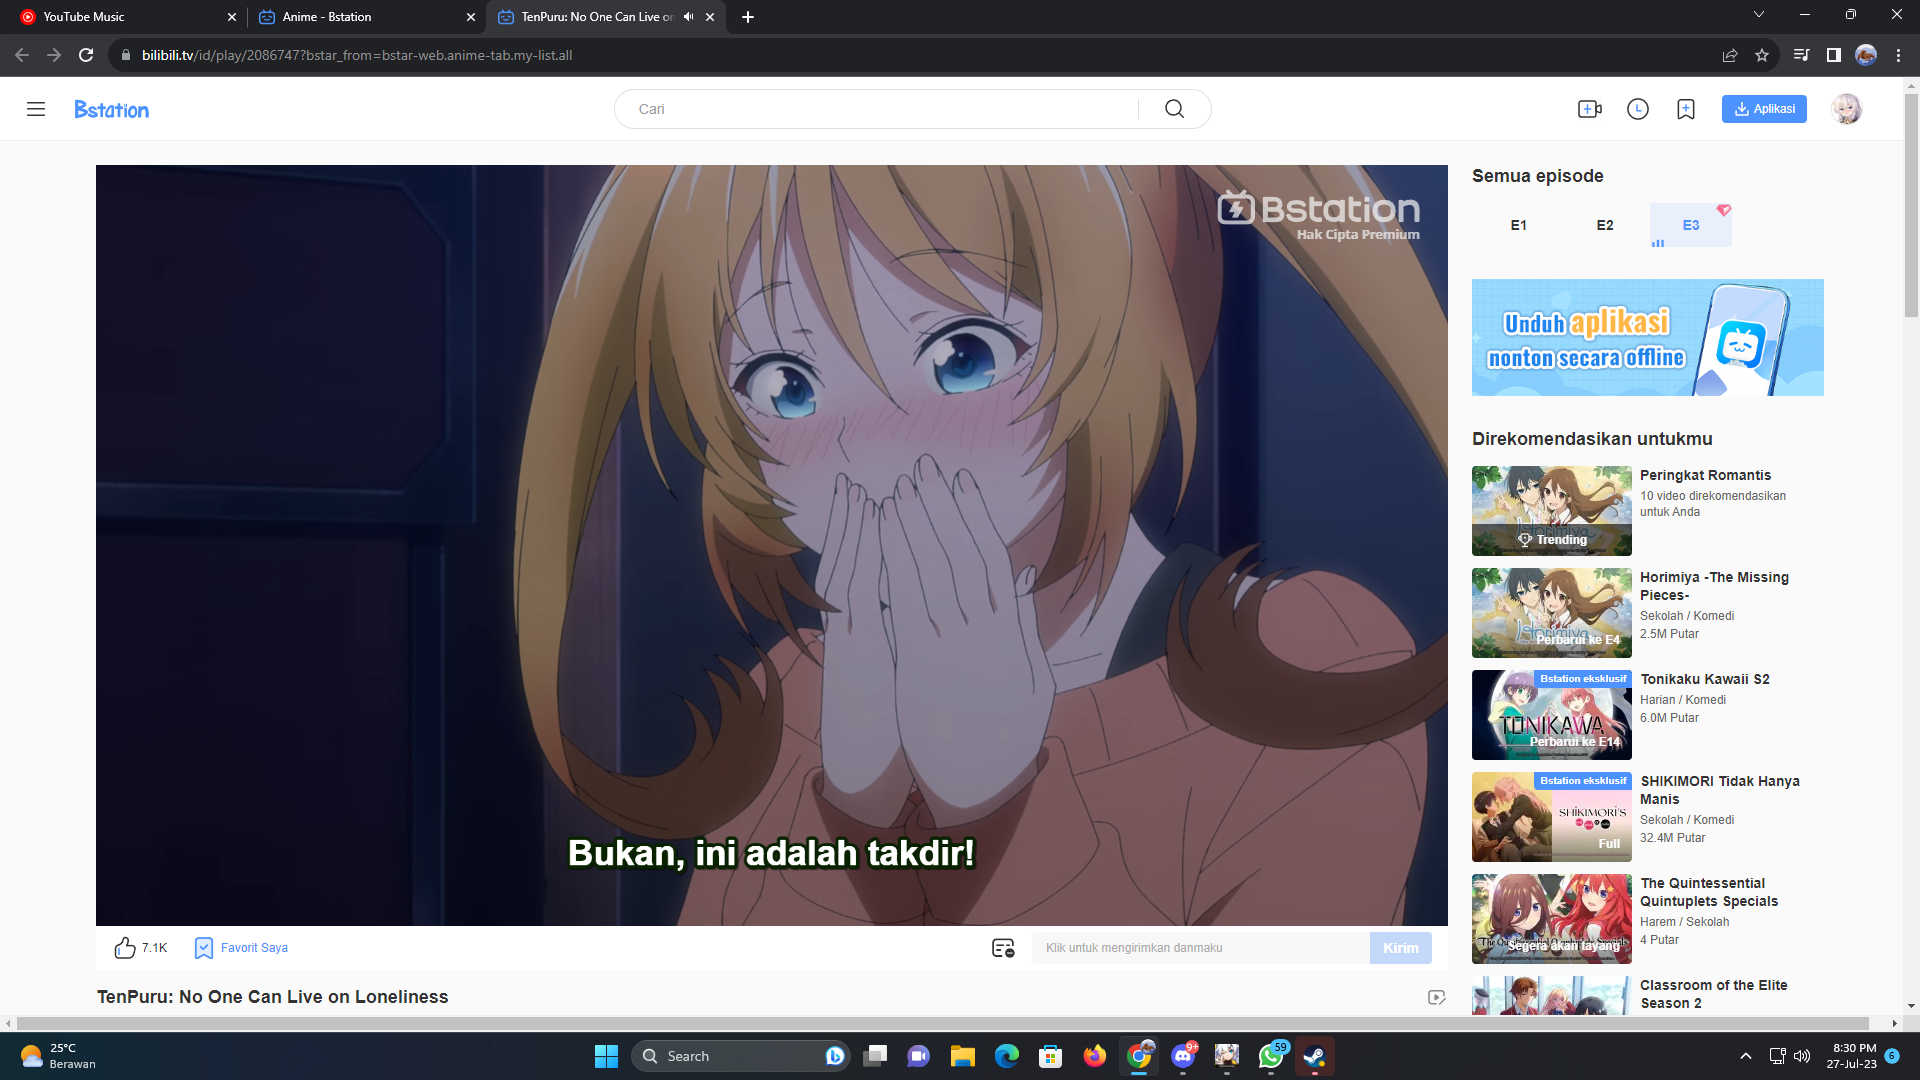 YouTube Music
Anime - Bstation
TenPuru: No One Can Live on
bilibili.tv/id/play/2086747?bstar_from=bstar-web.anime-tab.my-list.all
Bstation
Cari
Aplikasi
Bstation
Hak Cipta Premium
Bukan, ini adalah takdir!
7.1K
Favorit Saya
Klik untuk mengirimkan danmaku
Kirim
TenPuru: No One Can Live on Loneliness
Semua episode
E1
E2
E3
Unduh aplikasi
nonton secara offline
Direkomendasikan untukmu
Trending
Peringkat Romantis
10 video direkomendasikan
untuk Anda
Perbarui ke E4
Horimiya -The Missing
Pieces-
Sekolah / Komedi
2.5M Putar
Bstation eksklusif
TONIKAWA
Perbarui ke E14
Tonikaku Kawaii S2
Harian / Komedi
6.0M Putar
Bstation eksklusif
SHIKIMORI'S
Full
SHIKIMORI Tidak Hanya
Manis
Sekolah / Komedi
32.4M Putar
Segera akan tayang
The Quintessential
Quintuplets Specials
Harem / Sekolah
4 Putar
Classroom of the Elite
Season 2
25°C
Berawan
Search
9+
59
8:30 PM
27-Jul-23
6